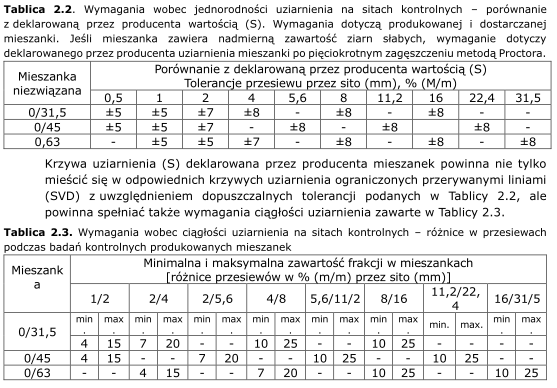 Tablica 2.2. Wymagania wobec jednorodności uziarnienia na sitach kontrolnych – porównanie
z deklarowaną przez producenta wartością (S). Wymagania dotyczą produkowanej i dostarczanej
mieszanki. Jeśli mieszanka zawiera nadmierną zawartość ziarn słabych, wymaganie dotyczy
deklarowanego przez producenta uziarnienia mieszanki po pięciokrotnym zagęszczeniu metodą Proctora.
Mieszanka niezwiązana Porównanie z deklarowaną przez producenta wartością (S)
Tolerancje przesiewu przez sito (mm), % (M/m)
0,5 1 2 4 5,6 8 11,2 16 22,4 31,5
0/31,5 ±5 ±5 ±7 ±8 - ±8 - ±8 - -
0/45 ±5 ±5 ±7 - ±8 - ±8 - ±8 -
0,63 - ±5 ±5 ±7 - ±8 - ±8 - ±8
Krzywa uziarnienia (S) deklarowana przez producenta mieszanek powinna nie tylko
mieścić się w odpowiednich krzywych uziarnienia ograniczonych przerywanymi liniami
(SVD) z uwzględnieniem dopuszczalnych tolerancji podanych w Tablicy 2.2, ale
powinna spełniać także wymagania ciągłości uziarnienia zawarte w Tablicy 2.3.
Tablica 2.3. Wymagania wobec ciągłości uziarnienia na sitach kontrolnych – różnice w przesiewach
podczas badań kontrolnych produkowanych mieszanek
Mieszank
a
Minimalna i maksymalna zawartość frakcji w mieszankach
[różnice przesiewów w % (m/m) przez sito (mm)]
1/2 2/4 2/5,6 4/8 5,6/11/2 8/16 11,2/22,
4 16/31/5
0/31,5
min . max . min . max . min . max . min . max . min . max . min . max . min. max. min . max .
4 15 7 20 - - 10 25 - - 10 25 - - - -
0/45 4 15 - - 7 20 - - 10 25 - - 10 25 - -
0/63 - - 4 15 - - 7 20 - - 10 25 - - 10 25